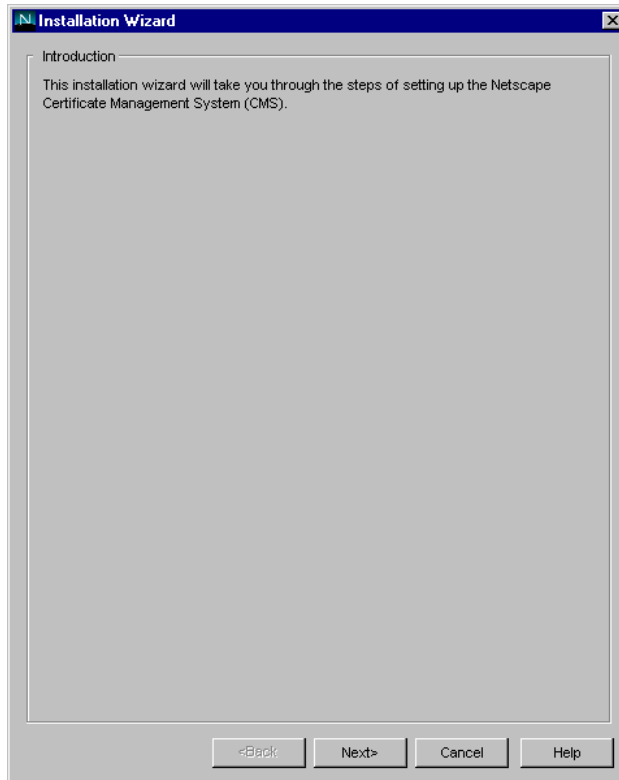 N Installation Wizard
Introduction
This installation wizard will take you through the steps of setting up the Netscape
Certificate Management System (CMS).
<Back Next> Cancel Help